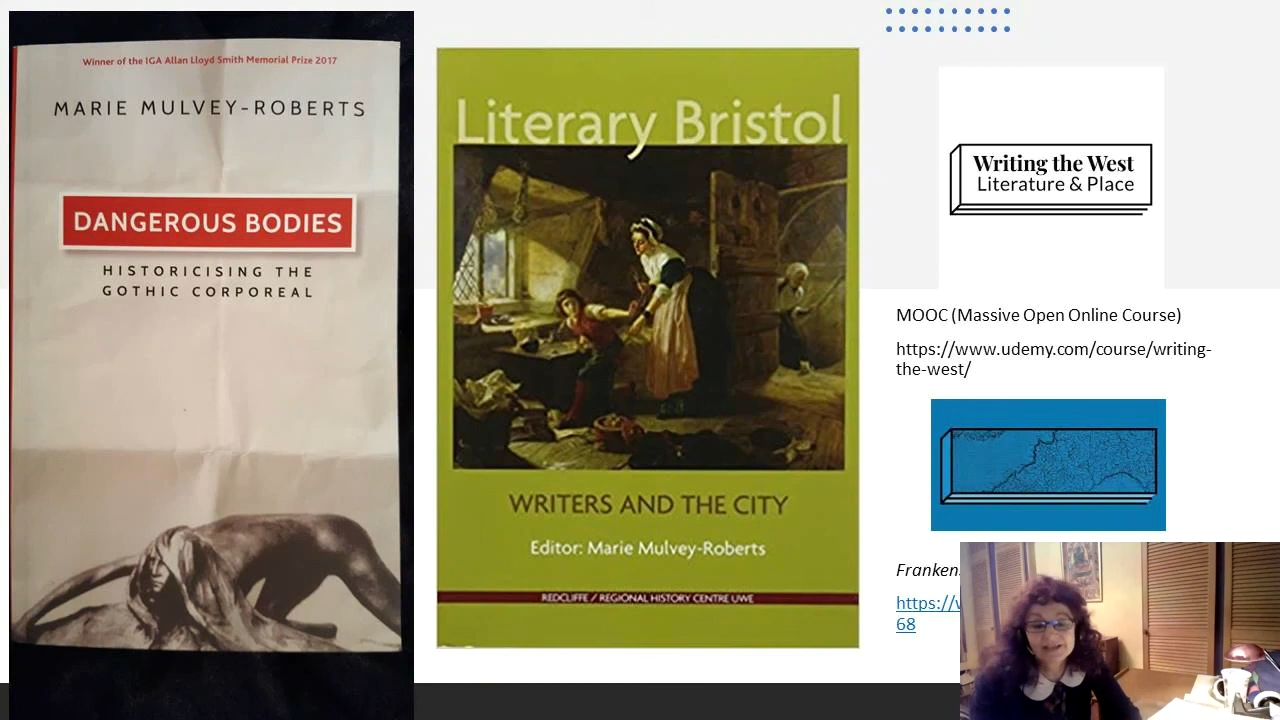 Winner of the IGA Allan Lloyd Smith Memorial Prize 2017
MARIE MULVEY-ROBERTS
DANGEROUS BODIES
HISTORICISING THE
GOTHIC CORPOREAL
Literary Bristol
WRITERS AND THE CITY
Editor: Marie Mulvey-Roberts
REDCLIFFE / REGIONAL HISTORY CENTRE UWE
Writing the West
Literature & Place
MOOC (Massive Open Online Course)
https://www.udemy.com/course/writing-
the-west/
68